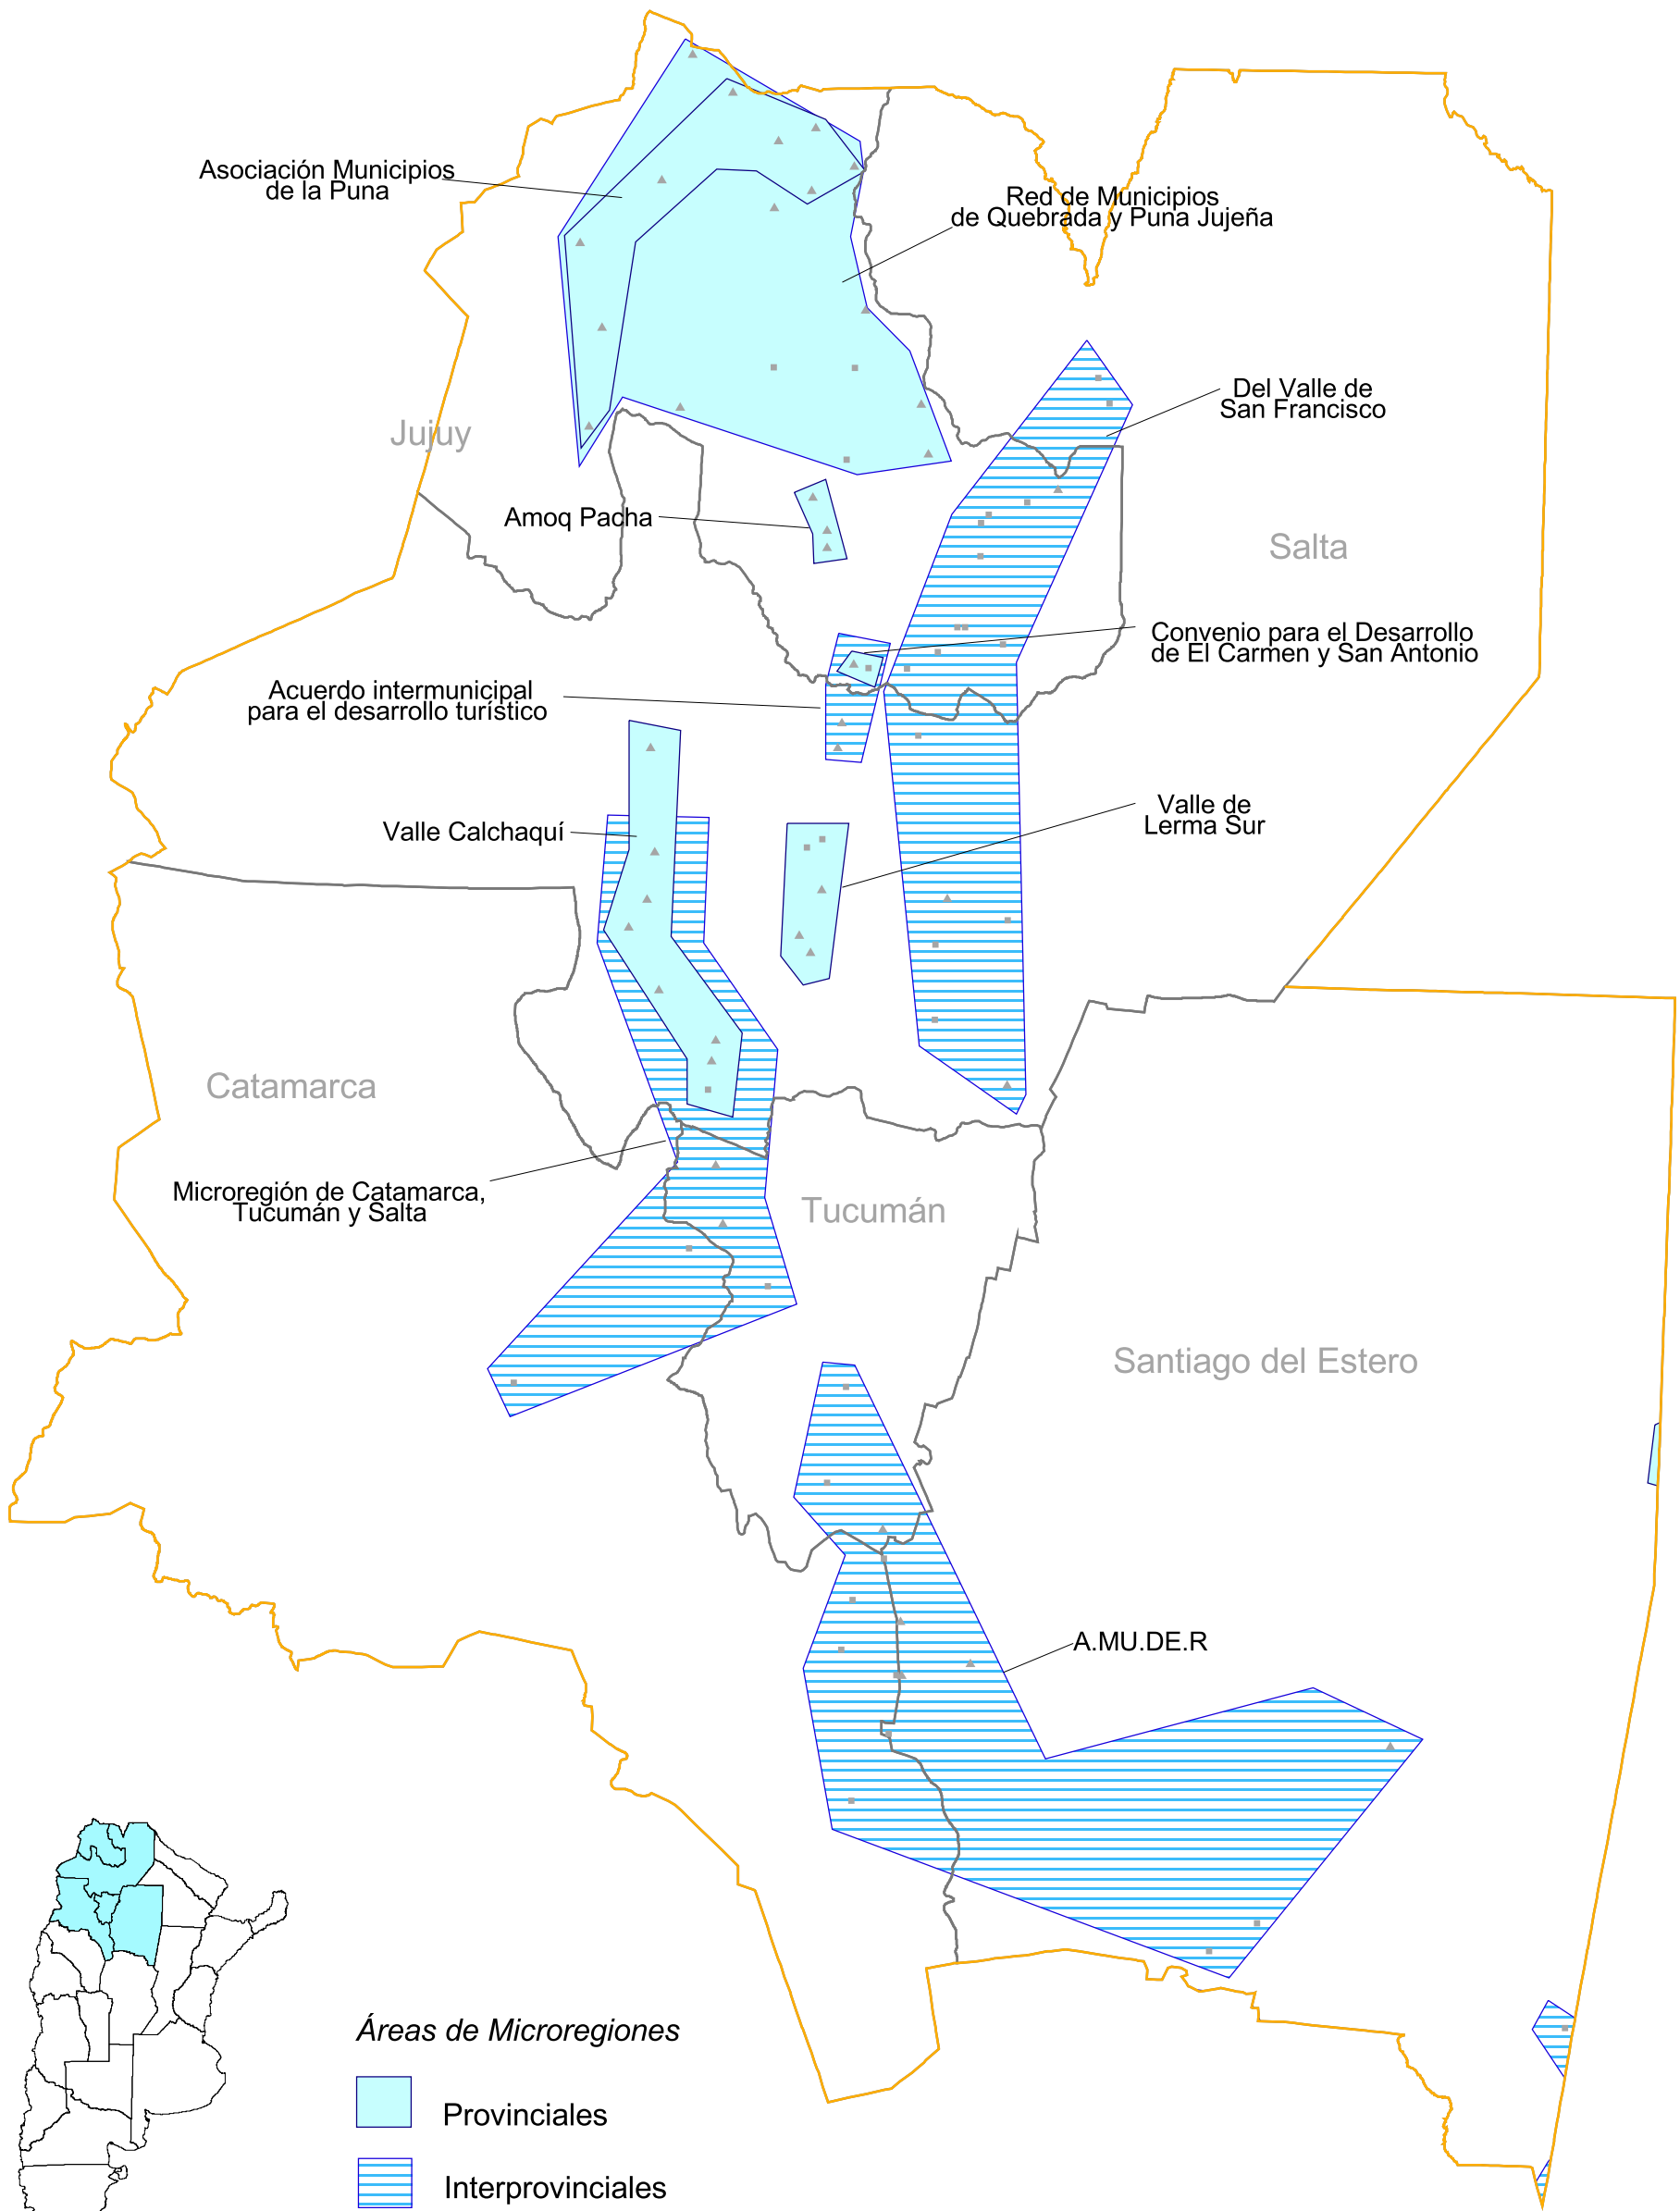 Asociación Municipios
de la Puna
Red de Municipios
de Quebrada y Puna Jujeña
Del Valle de
San Francisco
Jujuy
Amoq Pacha
Salta
Convenio para el Desarrollo
de El Carmen y San Antonio
Acuerdo intermunicipal
para el desarrollo turístico
Valle de
Lerma Sur
Valle Calchaquí
Catamarca
Microregión de Catamarca,
Tucumán y Salta
Tucumán
Santiago del Estero
A.MU.DE.R
Áreas de Microregiones
Provinciales
Interprovinciales